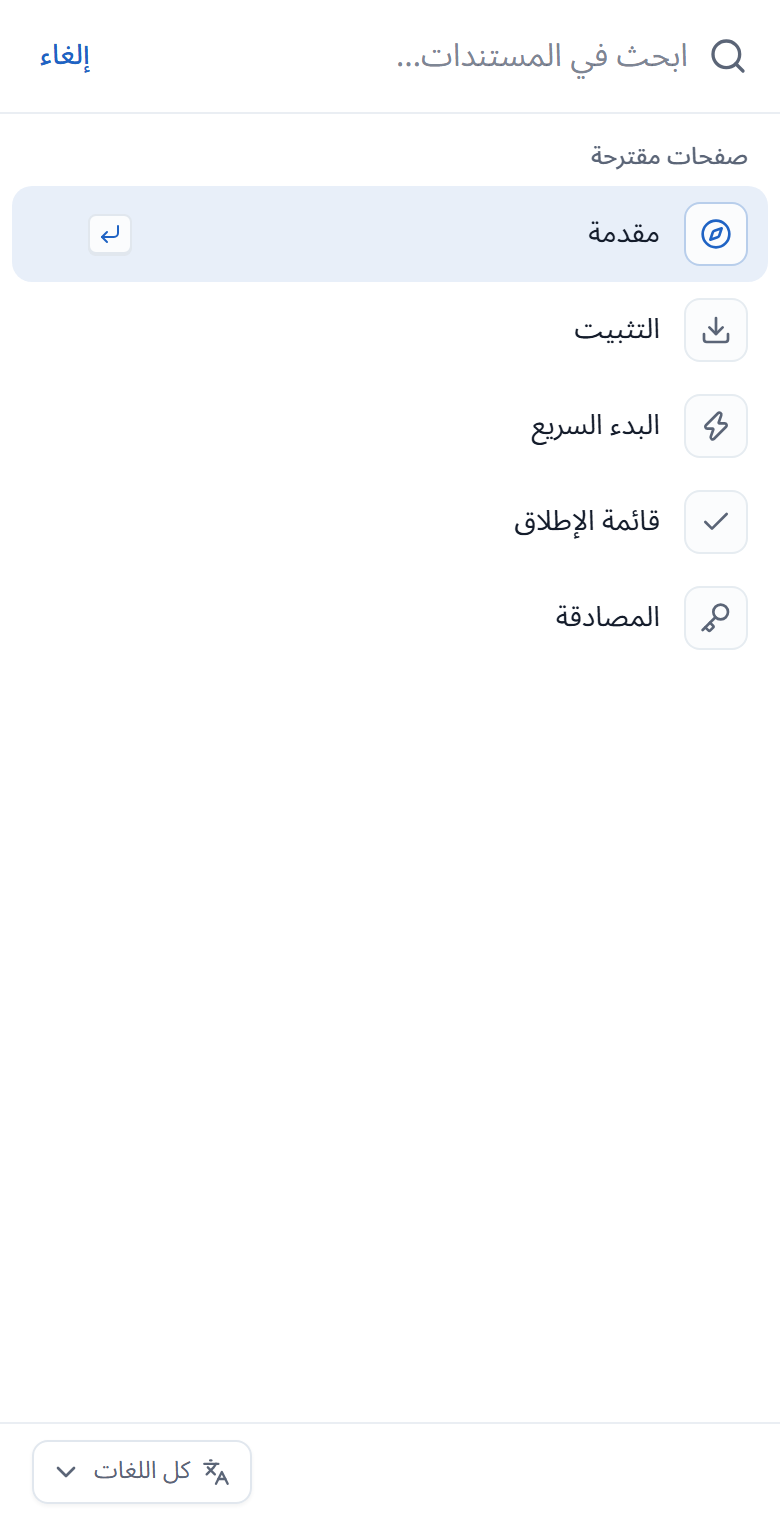 ابحث في المستندات...
إلغاء
صفحات مقترحة
مقدمة
التثبيت
البدء السريع
قائمة الإطلاق
المصادقة
كل اللغات